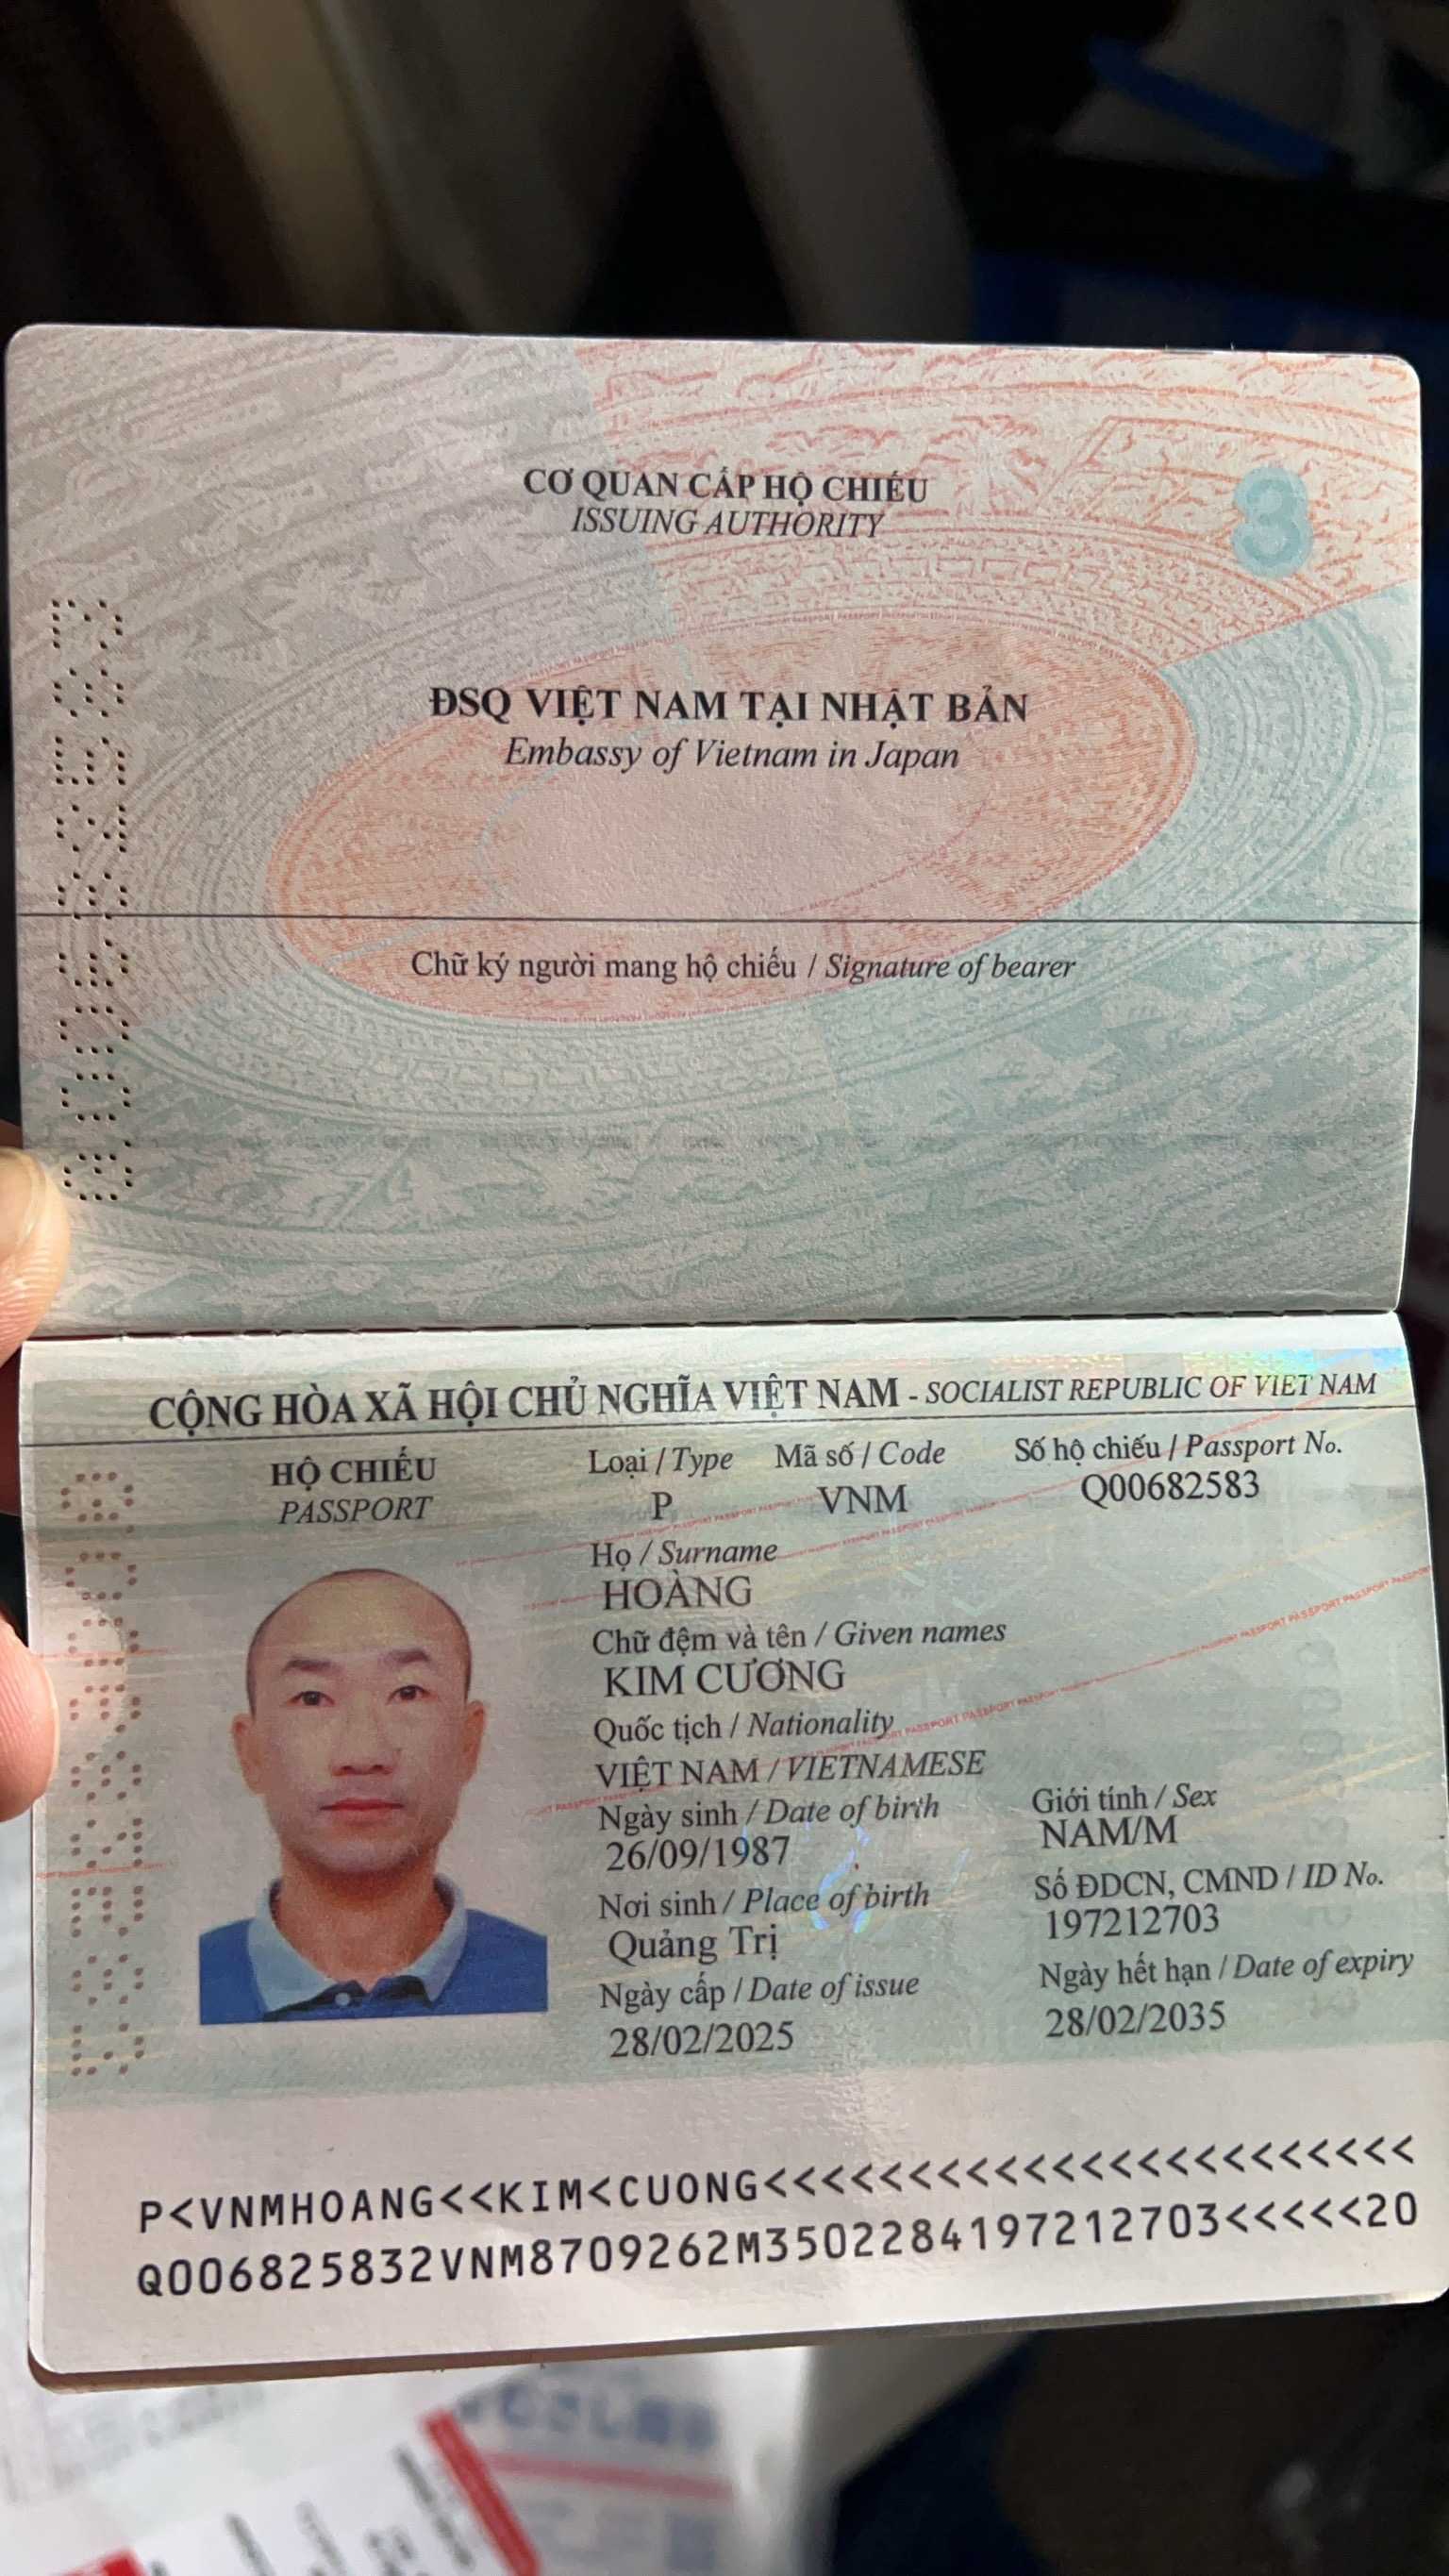 CƠ QUAN CẤP HỘ CHIẾU
ISSUING AUTHORITY
3
ĐSQ VIỆT NAM TẠI NHẬT BẢN
Embassy of Vietnam in Japan
Chữ ký người mang hộ chiếu / Signature of bearer
CỘNG HÒA XÃ HỘI CHỦ NGHĨA VIỆT NAM - SOCIALIST REPUBLIC OF VIET NAM
HỘ CHIẾU
PASSPORT
Loại / Type Mã số / Code Số hộ chiếu / Passport No.
P VNM Q00682583
Họ / Surname
HOÀNG
Chữ đệm và tên / Given names
KIM CƯƠNG
Quốc tịch / Nationality
VIỆT NAM / VIETNAMESE
Ngày sinh / Date of birth Giới tính / Sex
26/09/1987 NAM/M
Nơi sinh / Place of birth Số ĐDCN, CMND / ID No.
Quảng Trị 197212703
Ngày cấp / Date of issue Ngày hết hạn / Date of expiry
28/02/2025 28/02/2035
P<VNMHOANG<<KIM<CUONG<<<<<<<<<<<<<<<<<<<<<<<
Q006825832VNM8709262M3502284197212703<<<<<20